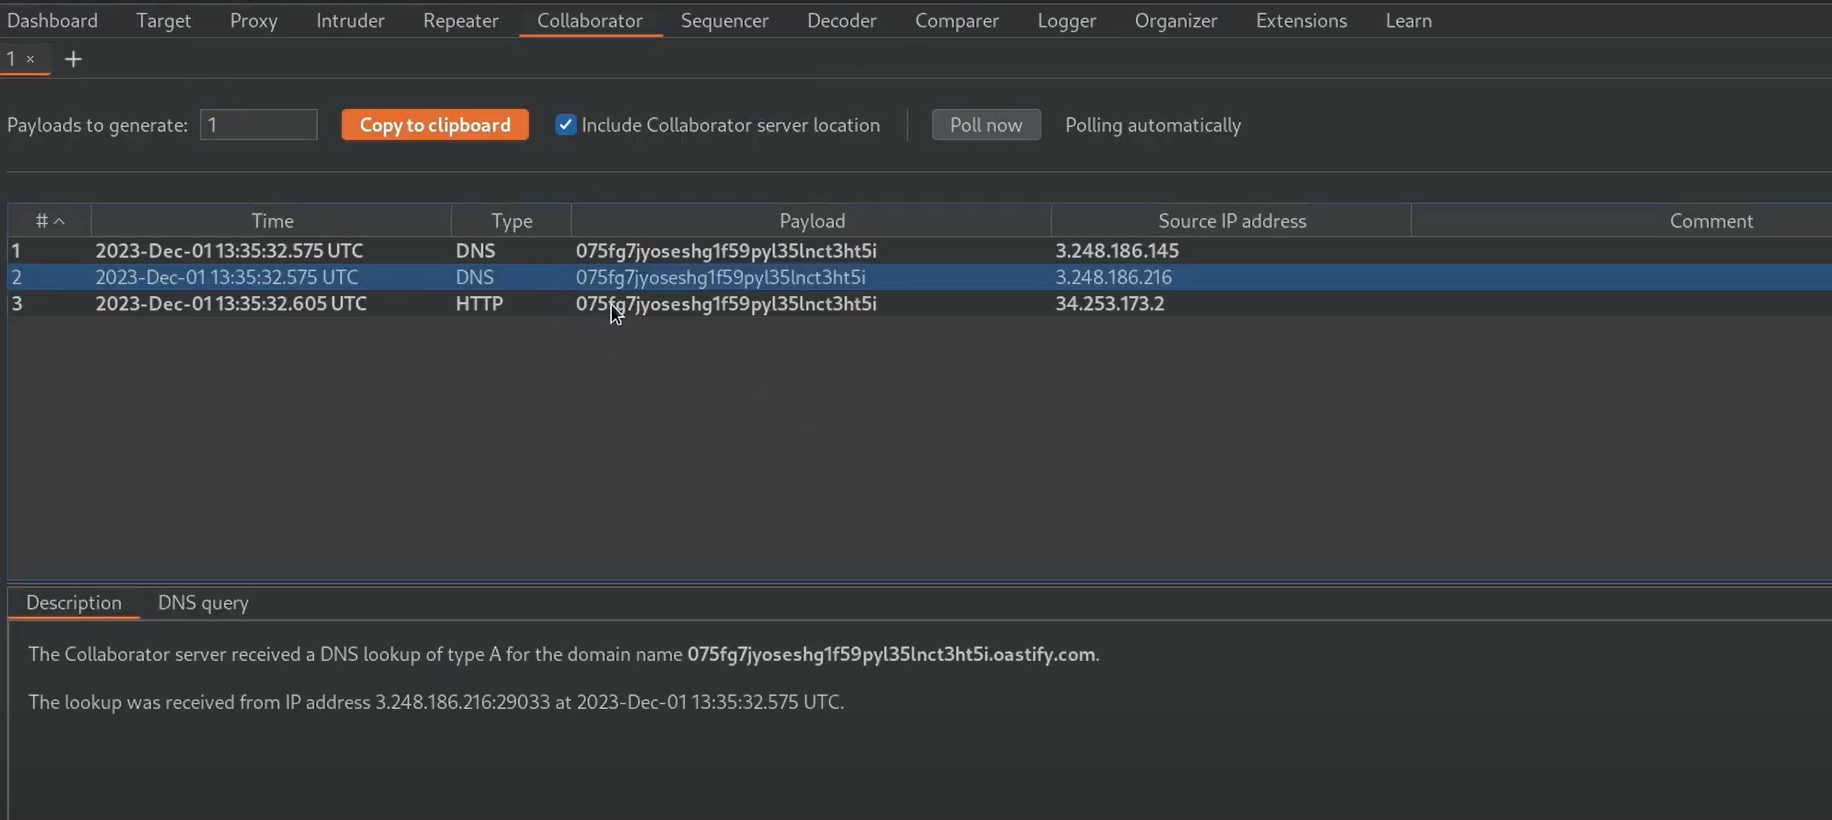 Dashboard Target Proxy Intruder Repeater Collaborator Sequencer Decoder Comparer Logger Organizer Extensions Learn
1 × +
Payloads to generate: 1 Copy to clipboard Include Collaborator server location Poll now Polling automatically
# Time Type Payload Source IP address Comment
1 2023-Dec-01 13:35:32.575 UTC DNS 075fg7jyoseshg1f59pyl35lnct3ht5i 3.248.186.145
2 2023-Dec-01 13:35:32.575 UTC DNS 075fg7jyoseshg1f59pyl35lnct3ht5i 3.248.186.216
3 2023-Dec-01 13:35:32.605 UTC HTTP 075fg7jyoseshg1f59pyl35lnct3ht5i 34.253.173.2
Description DNS query
The Collaborator server received a DNS lookup of type A for the domain name 075fg7jyoseshg1f59pyl35lnct3ht5i.oastify.com.
The lookup was received from IP address 3.248.186.216:29033 at 2023-Dec-01 13:35:32.575 UTC.